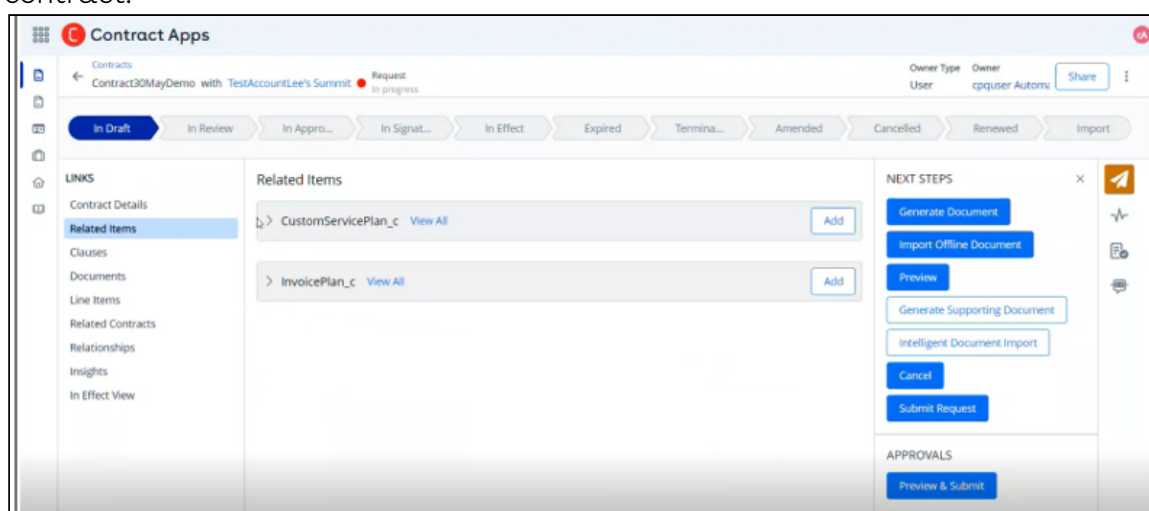 contract.
Contract Apps
CA
Contracts
Contract30MayDemo with TestAccountLee's Summit
Request
In progress
Owner Type
User
Owner
cpquser Automa
Share
In Draft
In Review
In Appro...
In Signat...
In Effect
Expired
Termina...
Amended
Cancelled
Renewed
Import
LINKS
Contract Details
Related Items
Clauses
Documents
Line Items
Related Contracts
Relationships
Insights
In Effect View
Related Items
CustomServicePlan_c View All
Add
InvoicePlan_c View All
Add
NEXT STEPS
Generate Document
Import Offline Document
Preview
Generate Supporting Document
Intelligent Document Import
Cancel
Submit Request
APPROVALS
Preview & Submit